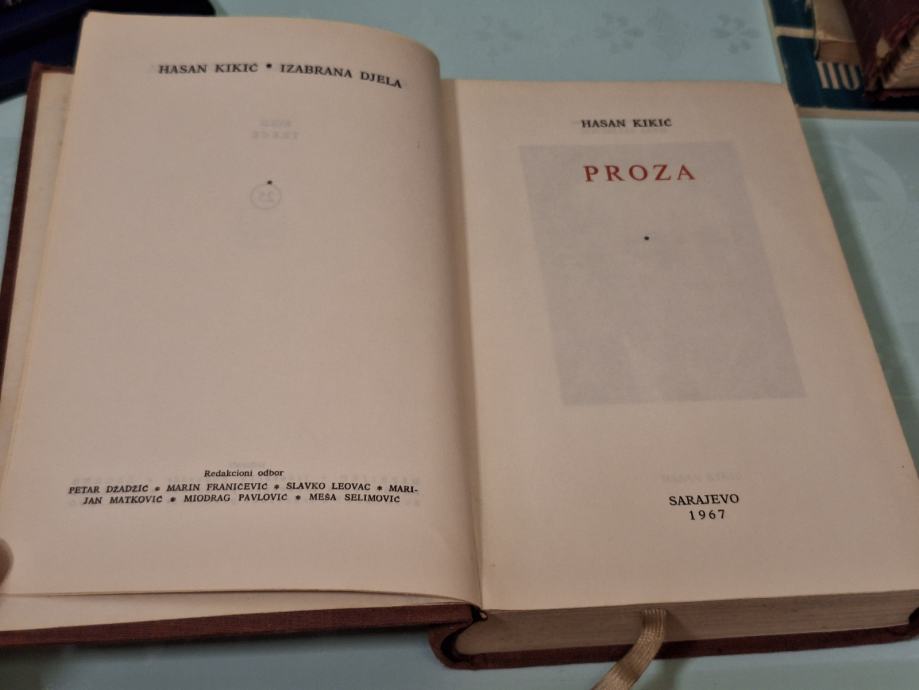 HASAN KIKIĆ * IZABRANA DJELA
Redakcioni odbor
PETAR DŽADŽIĆ * MARIN FRANIČEVIĆ * SLAVKO LEOVAC * MARI-
JAN MATKOVIĆ * MIODRAG PAVLOVIĆ * MEŠA SELIMOVIĆ
HASAN KIKIĆ
PROZA
SARAJEVO
1967